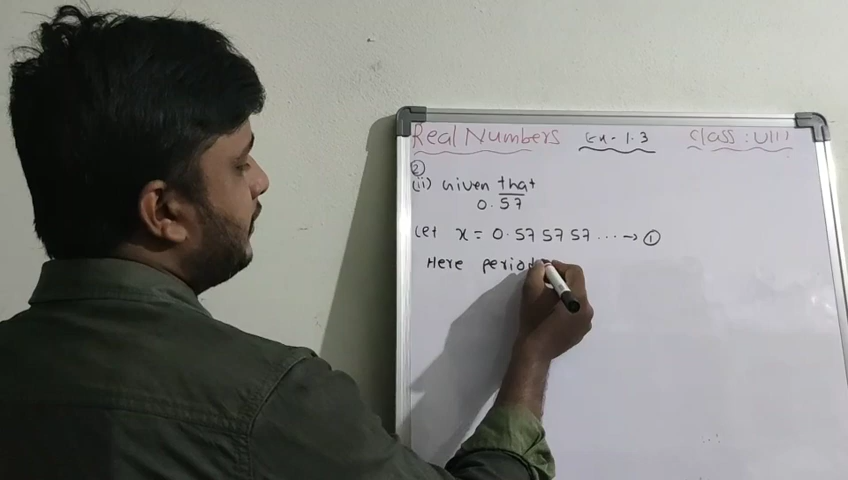 Real Numbers Ex - 1.3 Class : VIII
②
(ii) Given that
0.57
Let x = 0.57 57 57 .... → ①
Here period